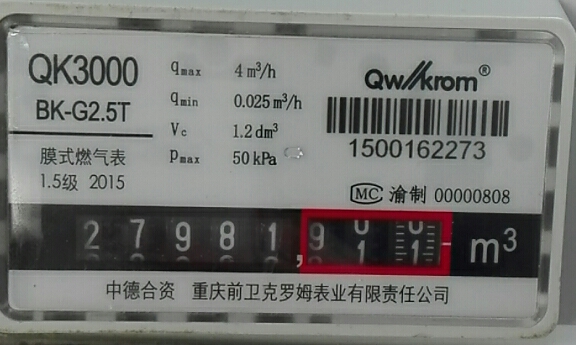 QK3000
BK-G2.5T
膜式燃气表
1.5级 2015
qmax 4 m³/h
qmin 0.025 m³/h
Vc 1.2 dm³
pmax 50 kPa
Qwkrom®
1500162273
MC 渝制 00000808
27981,9 m³
中德合资 重庆前卫克罗姆表业有限责任公司